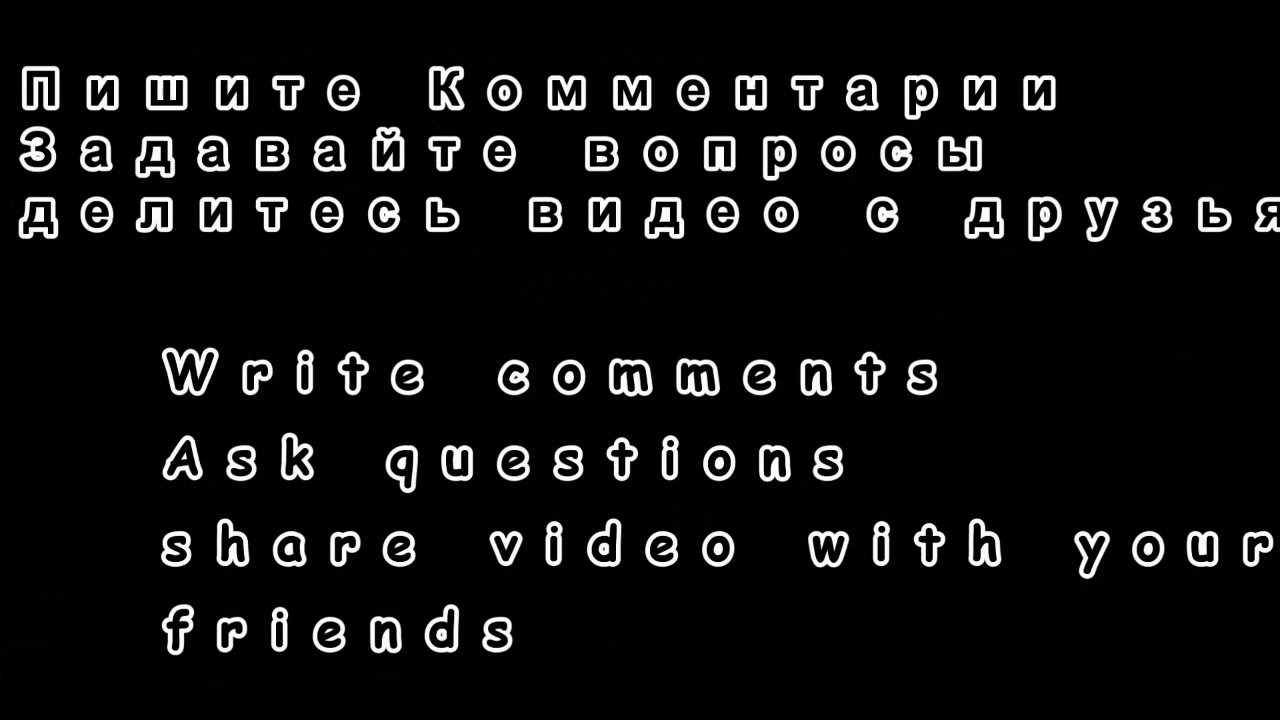 Пишите Комментарии
Задавайте вопросы
делитесь видео с друзья
Write comments
Ask questions
share video with your
friends